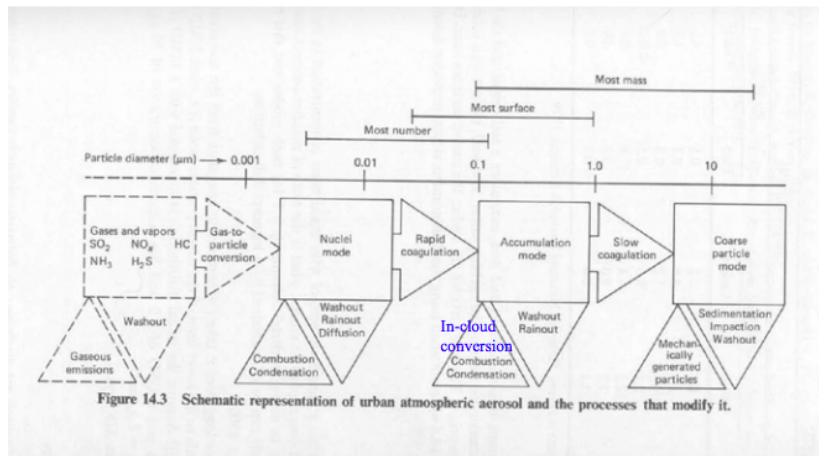 Most mass
Most surface
Most number
Particle diameter (μm) → 0.001 0.01 0.1 1.0 10
Gases and vapors
SO₂ NOₓ HC
NH₃ H₂S
Gas-to-
particle
conversion
Nuclei
mode
Rapid
coagulation
Accumulation
mode
Slow
coagulation
Coarse
particle
mode
Gaseous
emissions
Washout
Combustion
Condensation
Washout
Rainout
Diffusion
In-cloud
conversion
Combustion
Condensation
Washout
Rainout
Mechan-
ically
generated
particles
Sedimentation
Impaction
Washout
Figure 14.3 Schematic representation of urban atmospheric aerosol and the processes that modify it.